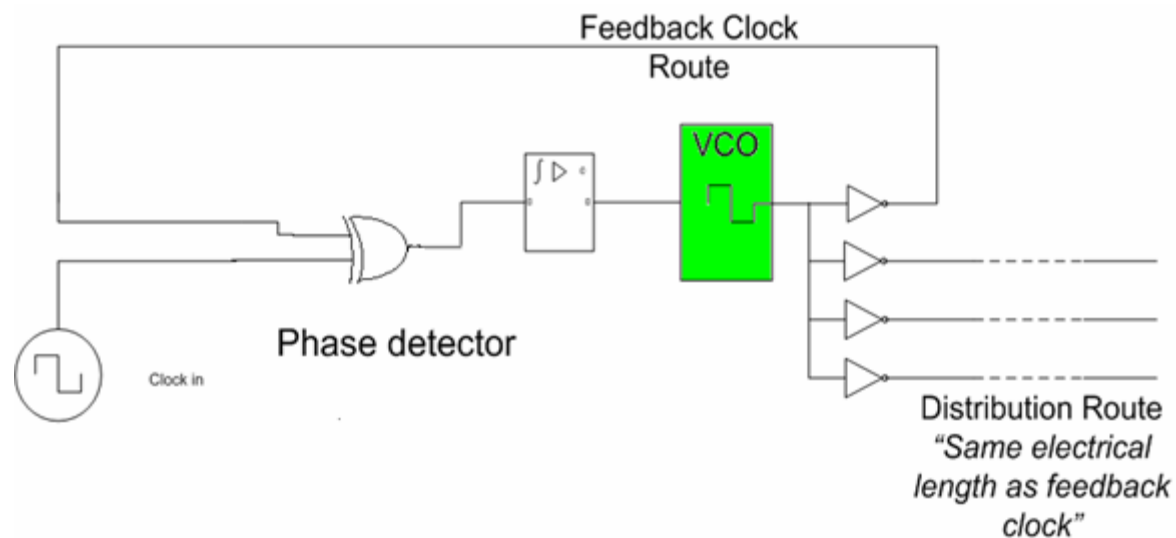 Feedback Clock
Route
VCO
Phase detector
Clock in
Distribution Route
“Same electrical
length as feedback
clock”